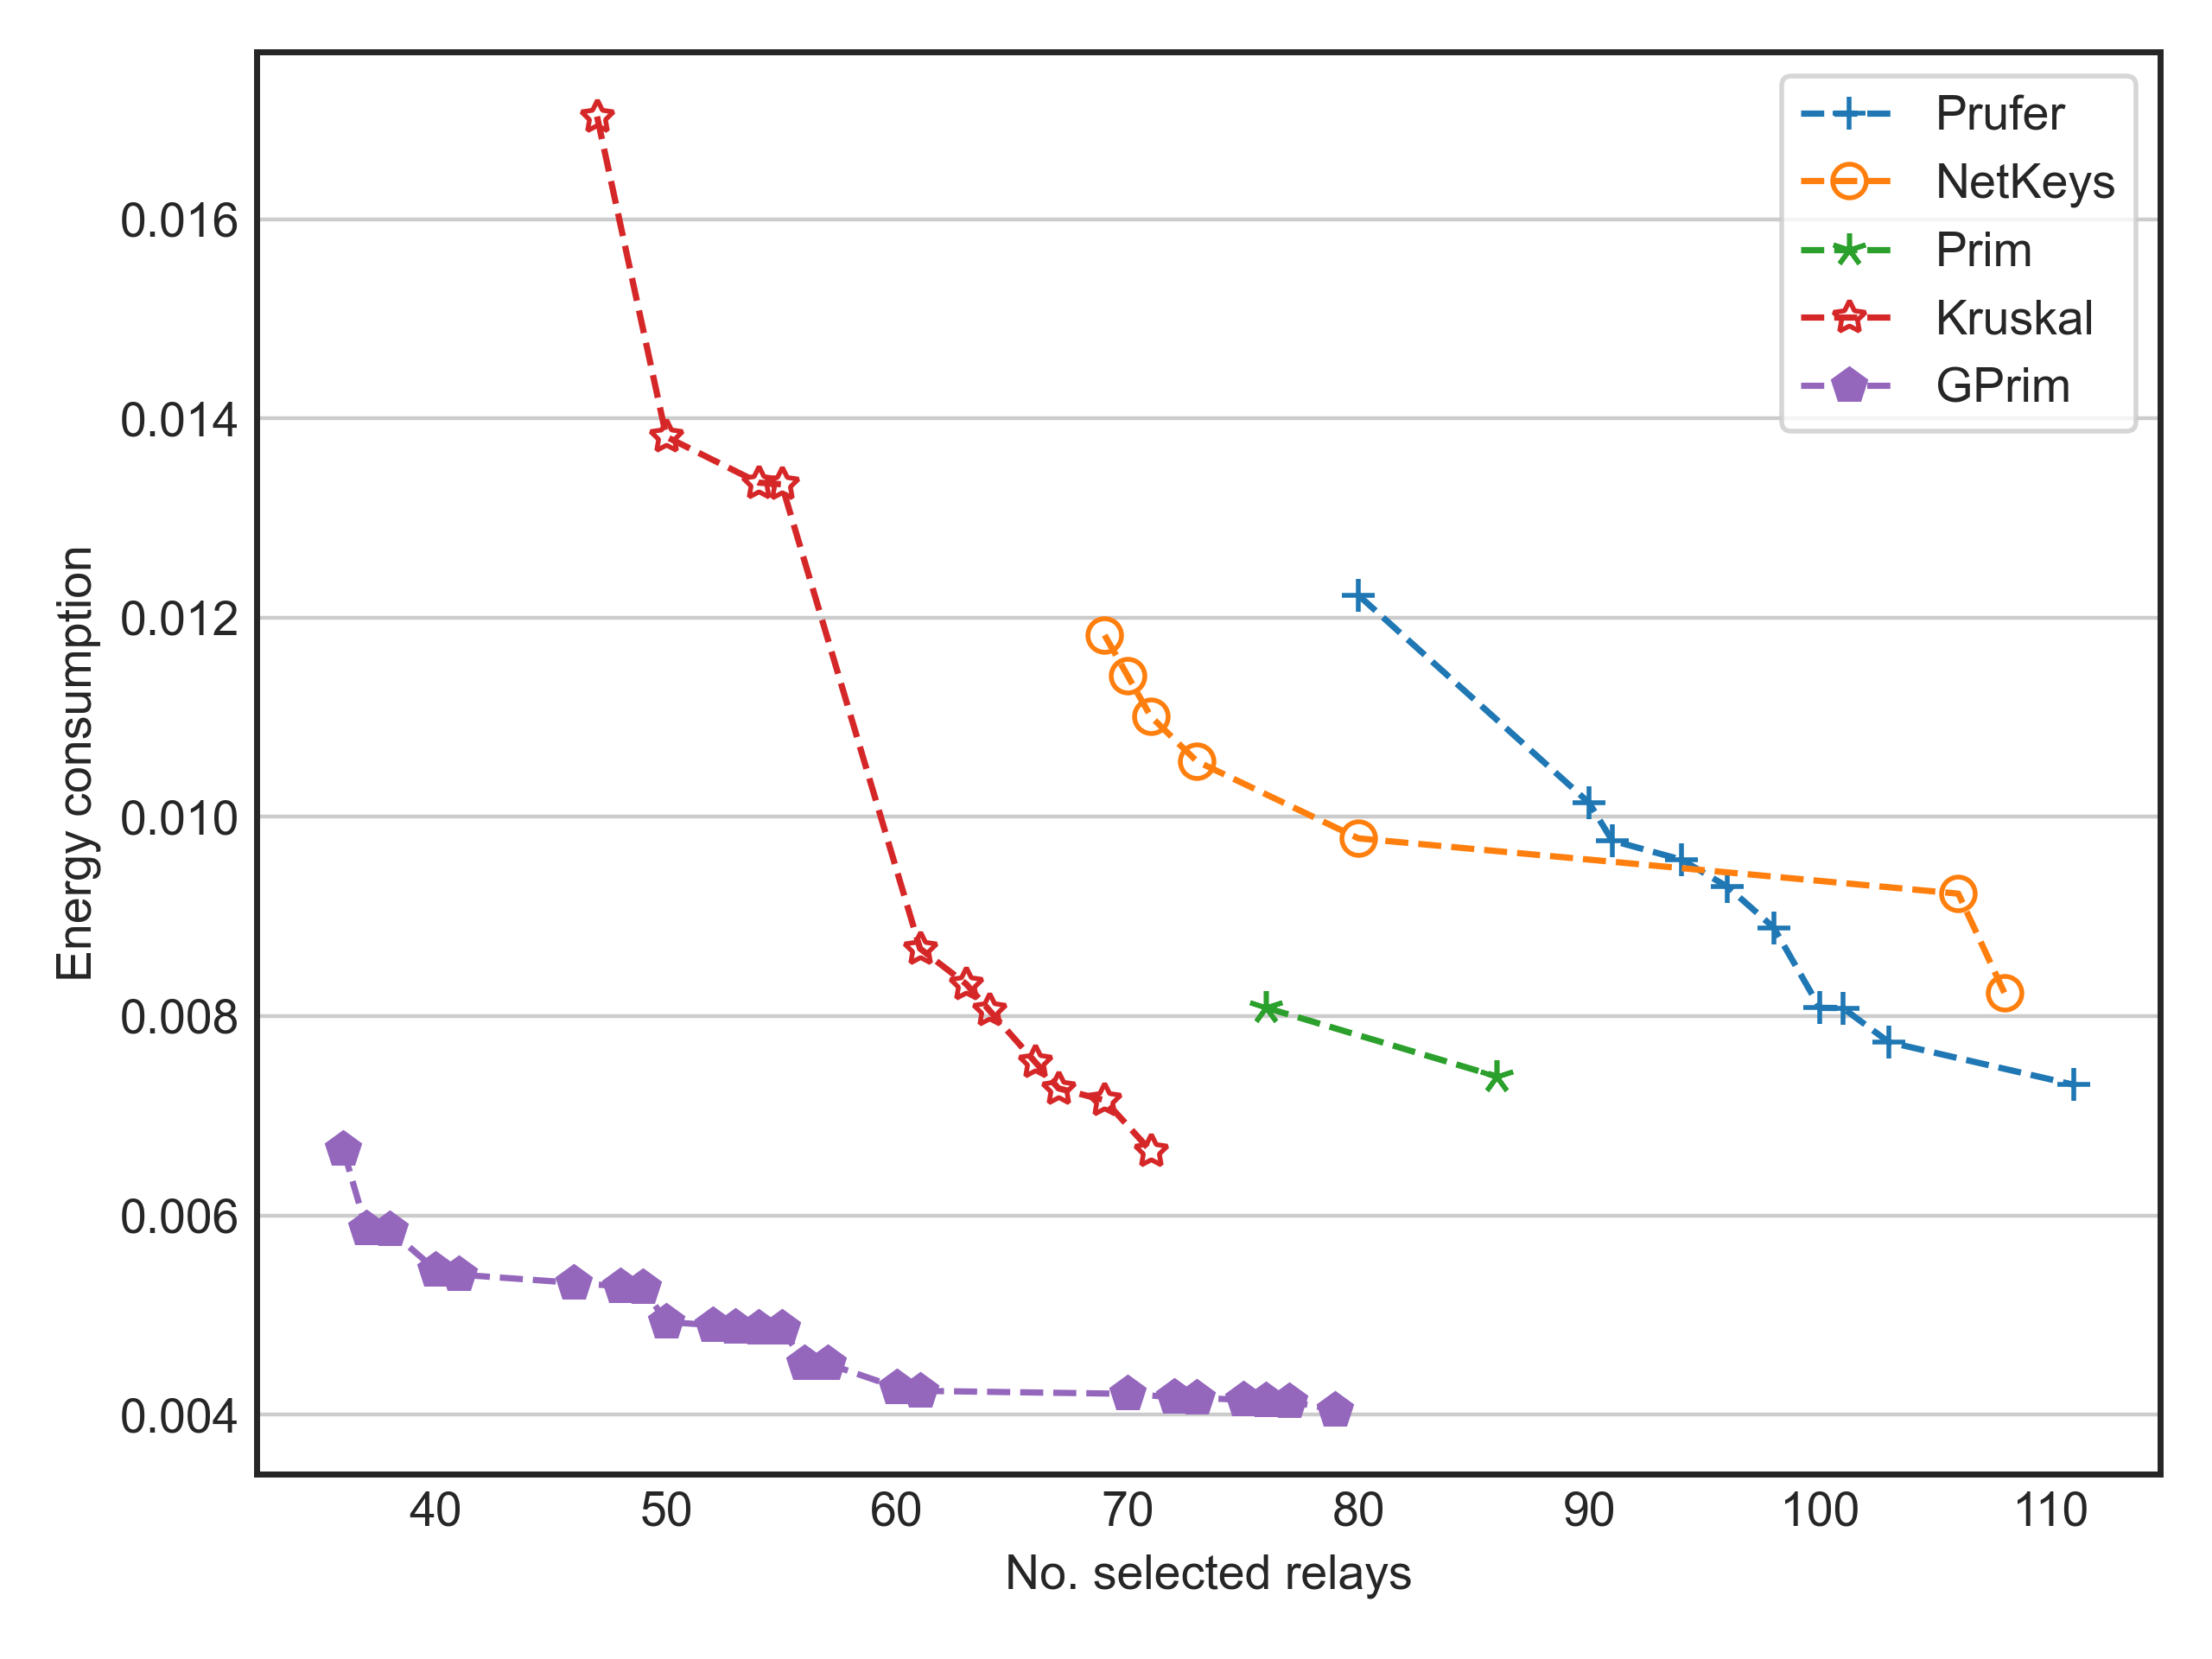 Prufer
NetKeys
Prim
Kruskal
GPrim
Energy consumption
0.016
0.014
0.012
0.010
0.008
0.006
0.004
40 50 60 70 80 90 100 110
No. selected relays